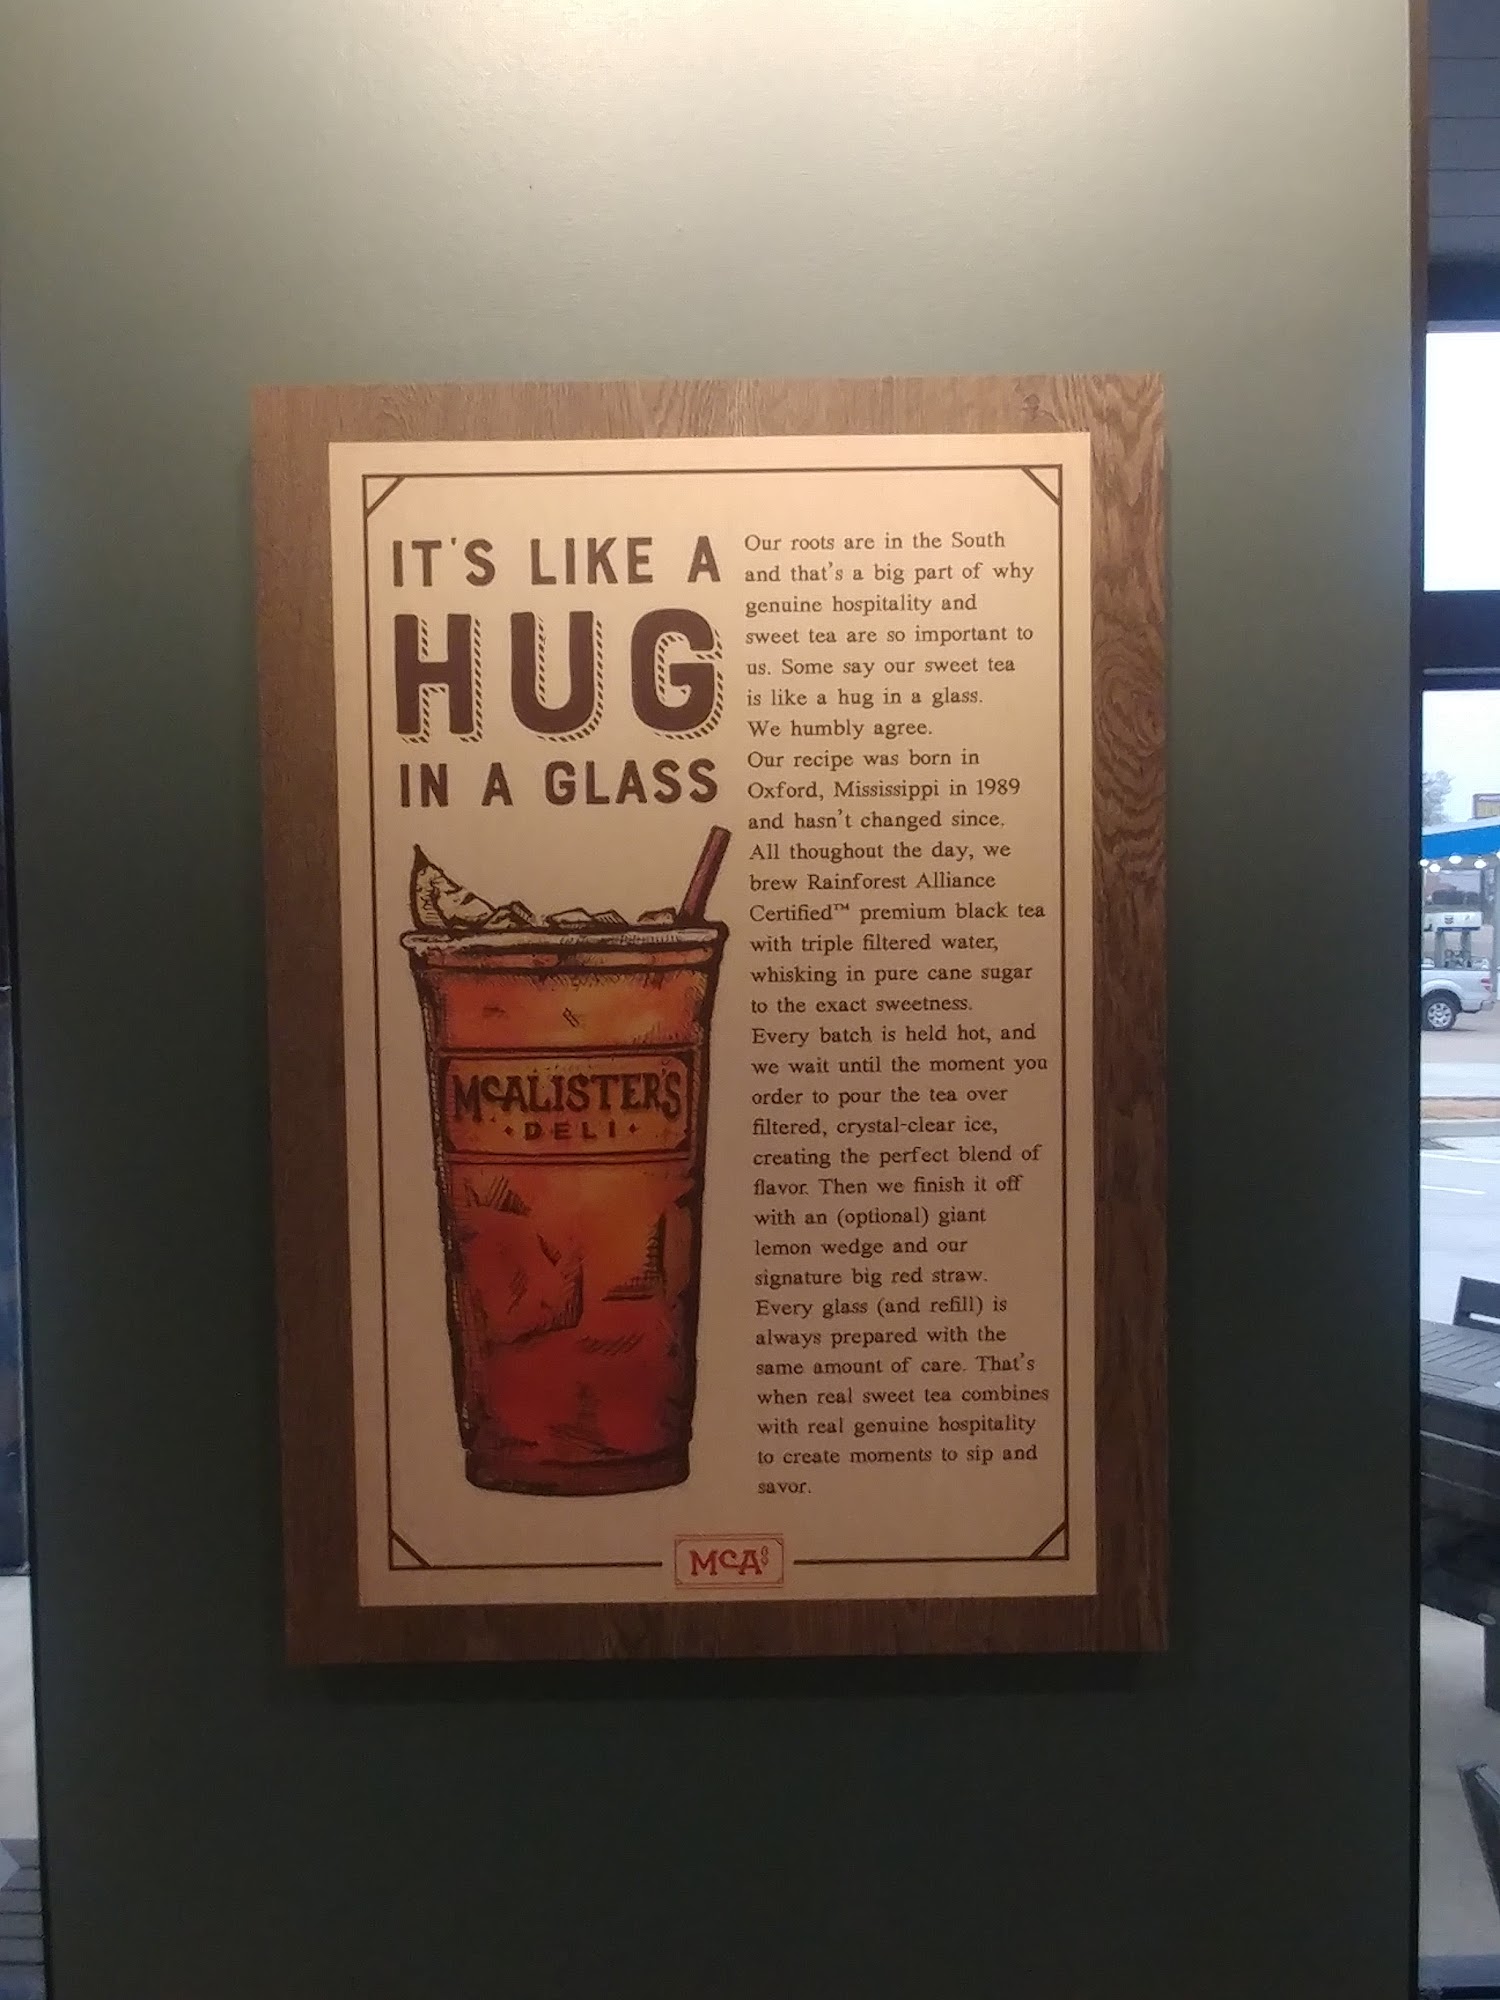 IT'S LIKE A
HUG
IN A GLASS
McALISTER'S
DELI
Our roots are in the South
and that's a big part of why
genuine hospitality and
sweet tea are so important to
us. Some say our sweet tea
is like a hug in a glass.
We humbly agree.
Our recipe was born in
Oxford, Mississippi in 1989
and hasn't changed since.
All thoughout the day, we
brew Rainforest Alliance
Certified™ premium black tea
with triple filtered water,
whisking in pure cane sugar
to the exact sweetness.
Every batch is held hot, and
we wait until the moment you
order to pour the tea over
filtered, crystal-clear ice,
creating the perfect blend of
flavor. Then we finish it off
with an (optional) giant
lemon wedge and our
signature big red straw.
Every glass (and refill) is
always prepared with the
same amount of care. That's
when real sweet tea combines
with real genuine hospitality
to create moments to sip and
savor.
McA